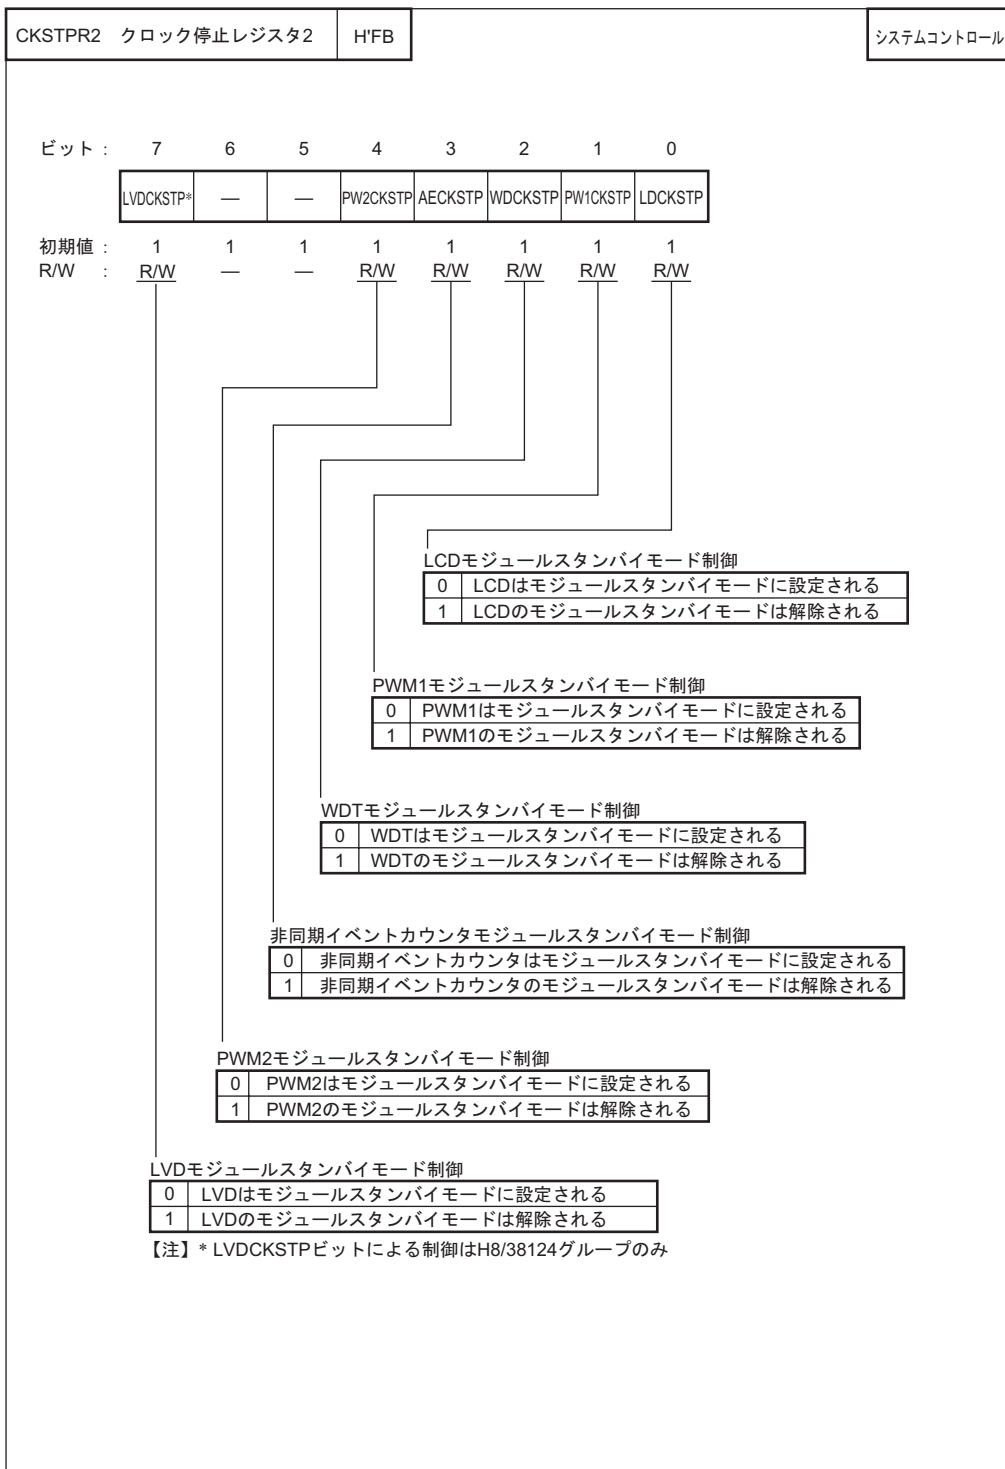 CKSTPR2 クロック停止レジスタ2 H'FB システムコントロール
ビット : 7 6 5 4 3 2 1 0
LVDCKSTP* — — PW2CKSTP AECKSTP WDCKSTP PW1CKSTP LDCKSTP
初期値 : 1 1 1 1 1 1 1 1
R/W : R/W — — R/W R/W R/W R/W R/W
LCDモジュールスタンバイモード制御
0 LCDはモジュールスタンバイモードに設定される
1 LCDのモジュールスタンバイモードは解除される
PWM1モジュールスタンバイモード制御
0 PWM1はモジュールスタンバイモードに設定される
1 PWM1のモジュールスタンバイモードは解除される
WDTモジュールスタンバイモード制御
0 WDTはモジュールスタンバイモードに設定される
1 WDTのモジュールスタンバイモードは解除される
非同期イベントカウンタモジュールスタンバイモード制御
0 非同期イベントカウンタはモジュールスタンバイモードに設定される
1 非同期イベントカウンタのモジュールスタンバイモードは解除される
PWM2モジュールスタンバイモード制御
0 PWM2はモジュールスタンバイモードに設定される
1 PWM2のモジュールスタンバイモードは解除される
LVDモジュールスタンバイモード制御
0 LVDはモジュールスタンバイモードに設定される
1 LVDのモジュールスタンバイモードは解除される
【注】* LVDCKSTPビットによる制御はH8/38124グループのみ